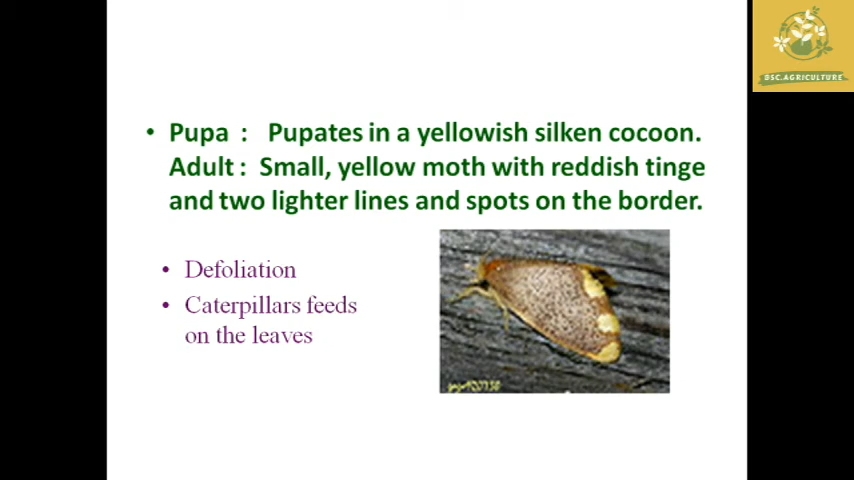 BSC.AGRICULTURE
• Pupa : Pupates in a yellowish silken cocoon.
Adult : Small, yellow moth with reddish tinge
and two lighter lines and spots on the border.
• Defoliation
• Caterpillars feeds
on the leaves